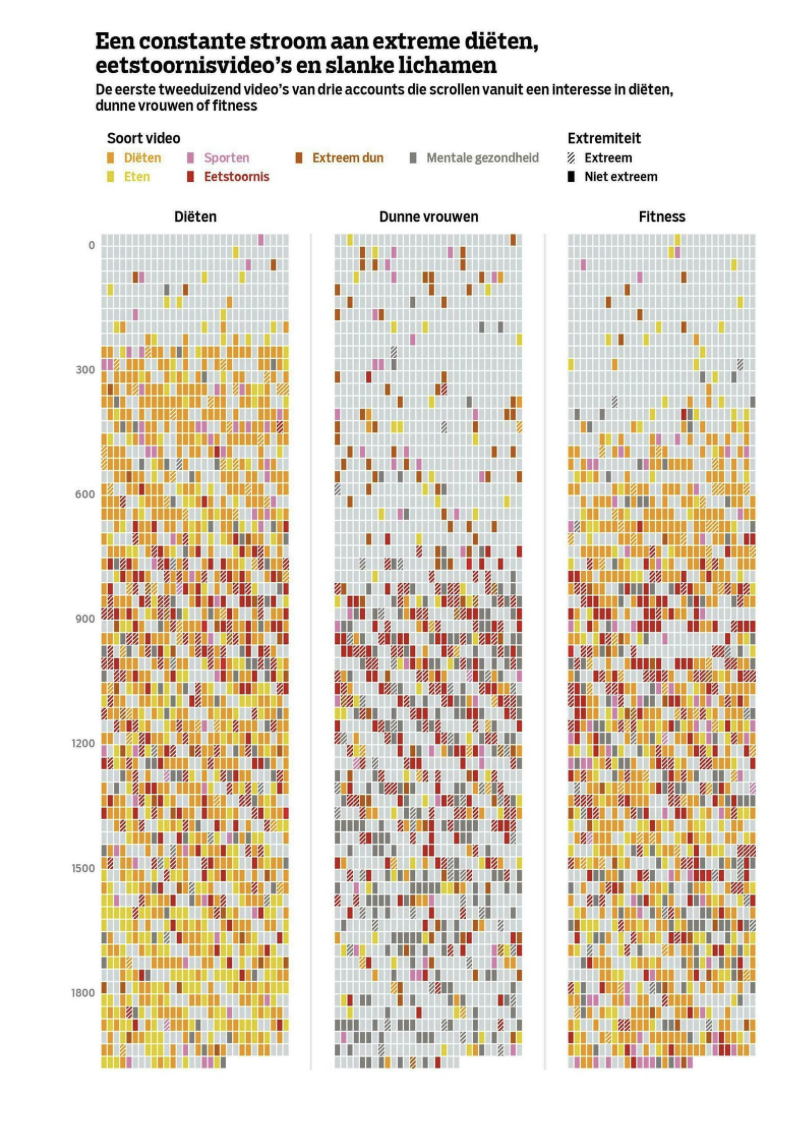 Een constante stroom aan extreme diëten,
eetstoornisvideo's en slanke lichamen
De eerste tweeduizend video's van drie accounts die scrollen vanuit een interesse in diëten,
dunne vrouwen of fitness
Soort video
Extremiteit
Diëten
Sporten
Extreem dun
Mentale gezondheid
Extreem
Eten
Eetstoornis
Niet extreem
Diëten
Dunne vrouwen
Fitness
0
300
600
900
1200
1500
1800